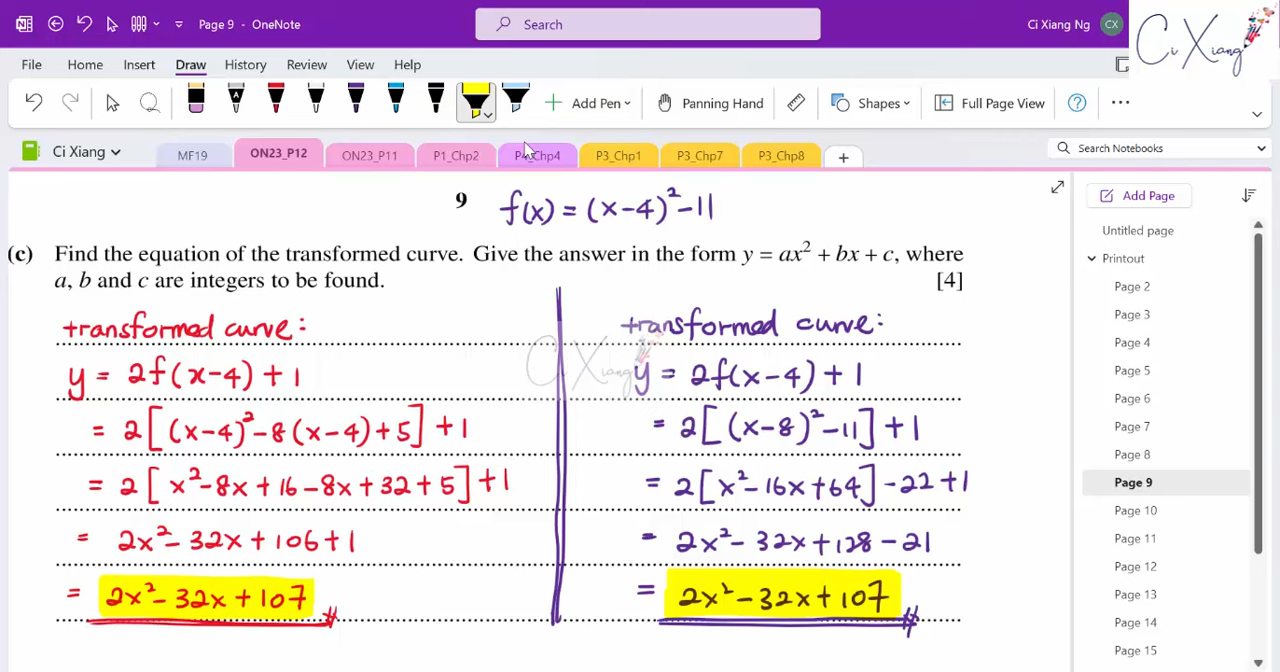 Page 9 - OneNote
Search
Ci Xiang Ng
CX
Ci Xiang
File Home Insert Draw History Review View Help
A
Add Pen
Panning Hand
Shapes
Full Page View
?
Ci Xiang
MF19
ON23_P12
ON23_P11
P1_Chp2
P3_Chp1
P3_Chp7
P3_Chp8
Search Notebooks
9 f(x) = (x-4)² -11
(c) Find the equation of the transformed curve. Give the answer in the form y = ax² + bx + c, where
a, b and c are integers to be found. [4]
transformed curve:
y = 2f(x-4) + 1
= 2[(x-4)² -8(x-4)+5] +1
= 2[x²-8x+16-8x+32+5]+1
= 2x² - 32x + 106 + 1
= 2x² - 32x + 107
transformed curve:
y = 2f(x-4) + 1
= 2[(x-8)² -11] +1
= 2[x²-16x+64] -22+1
= 2x² - 32x + 128 - 21
= 2x² - 32x + 107
Ci Xiang
Add Page
Untitled page
Printout
Page 2
Page 3
Page 4
Page 5
Page 6
Page 7
Page 8
Page 9
Page 10
Page 11
Page 12
Page 13
Page 14
Page 15